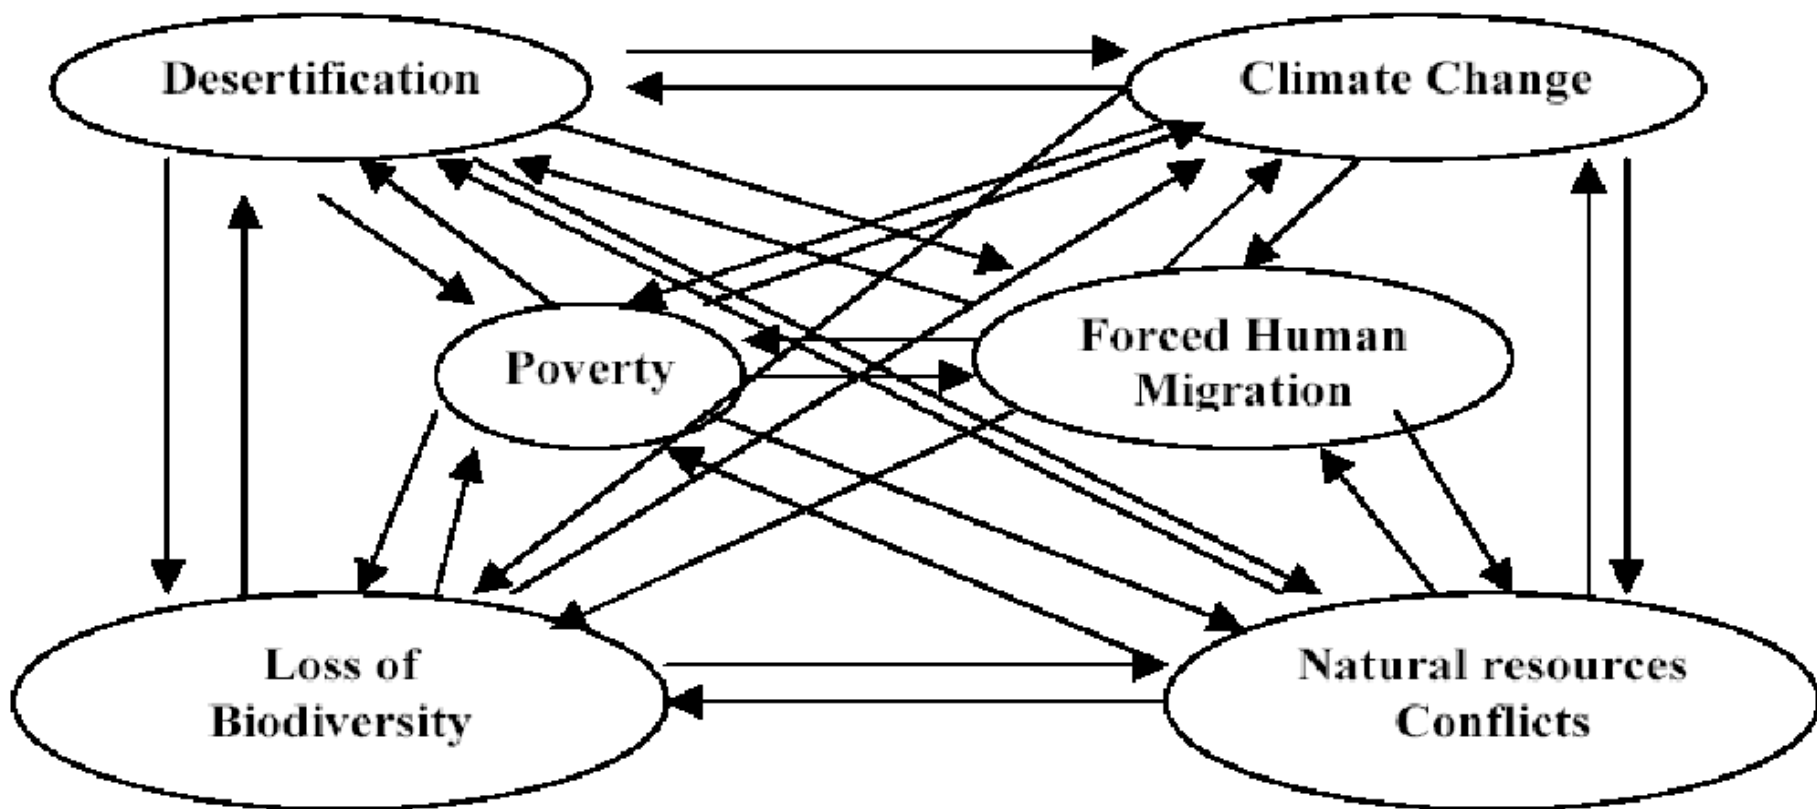 Desertification
Climate Change
Poverty
Forced Human
Migration
Loss of
Biodiversity
Natural resources
Conflicts